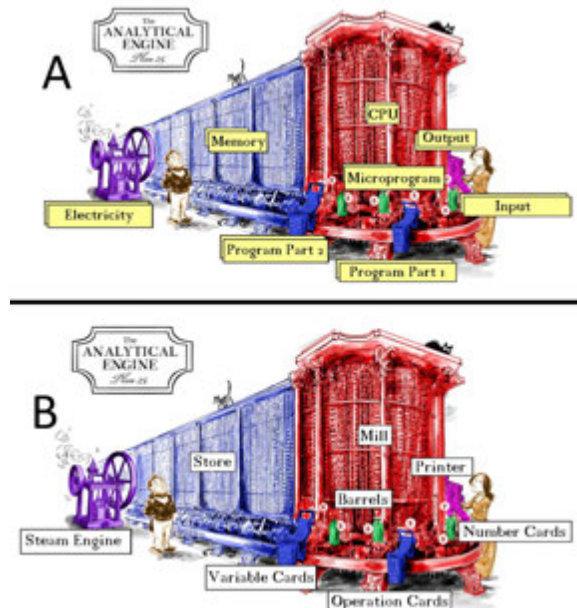 A
The
ANALYTICAL
ENGINE
Plan 25
CPU
Memory
Output
Microprogram
Electricity
Input
Program Part 2
Program Part 1
B
The
ANALYTICAL
ENGINE
Plan 25
Mill
Store
Printer
Barrels
Steam Engine
Number Cards
Variable Cards
Operation Cards